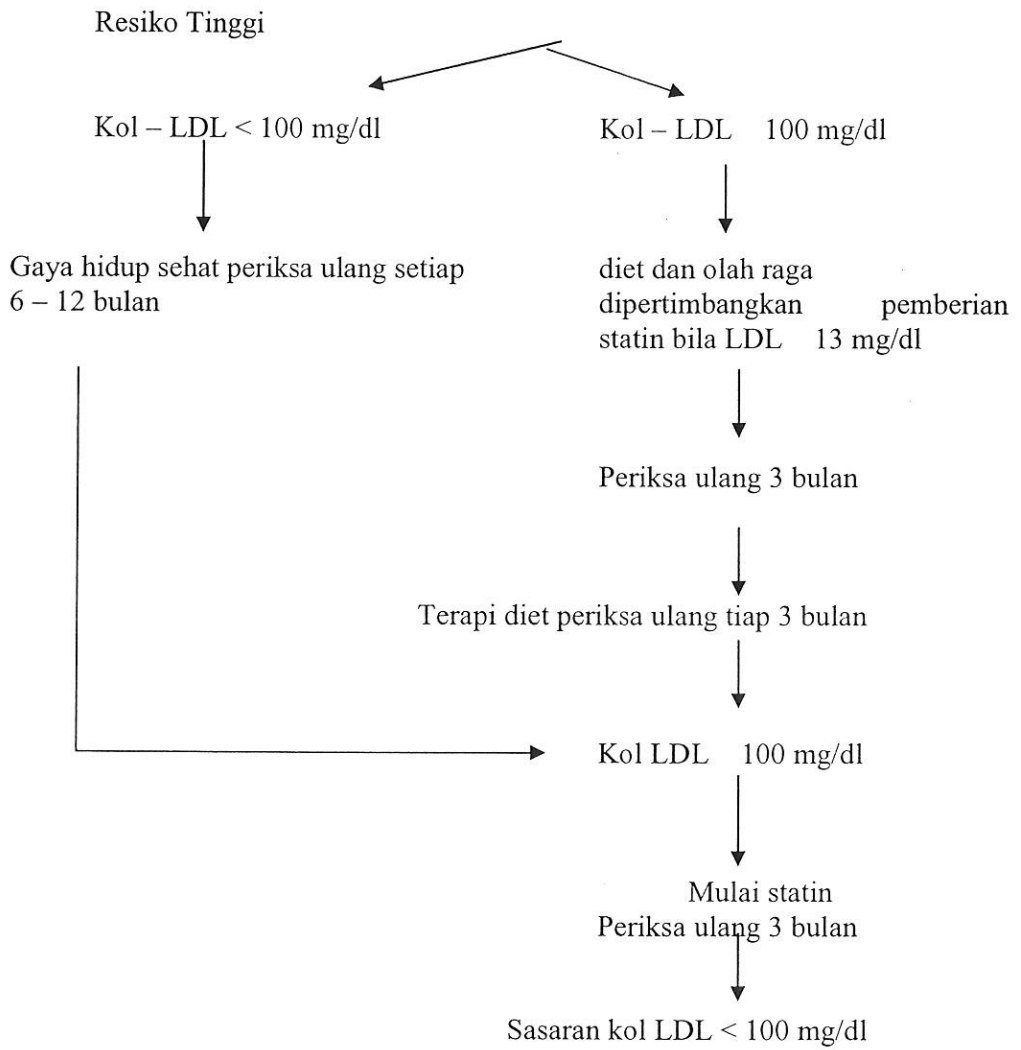 Resiko Tinggi
Kol – LDL < 100 mg/dl
Kol – LDL 100 mg/dl
Gaya hidup sehat periksa ulang setiap
6 – 12 bulan
diet dan olah raga
dipertimbangkan pemberian
statin bila LDL 13 mg/dl
Periksa ulang 3 bulan
Terapi diet periksa ulang tiap 3 bulan
Kol LDL 100 mg/dl
Mulai statin
Periksa ulang 3 bulan
Sasaran kol LDL < 100 mg/dl